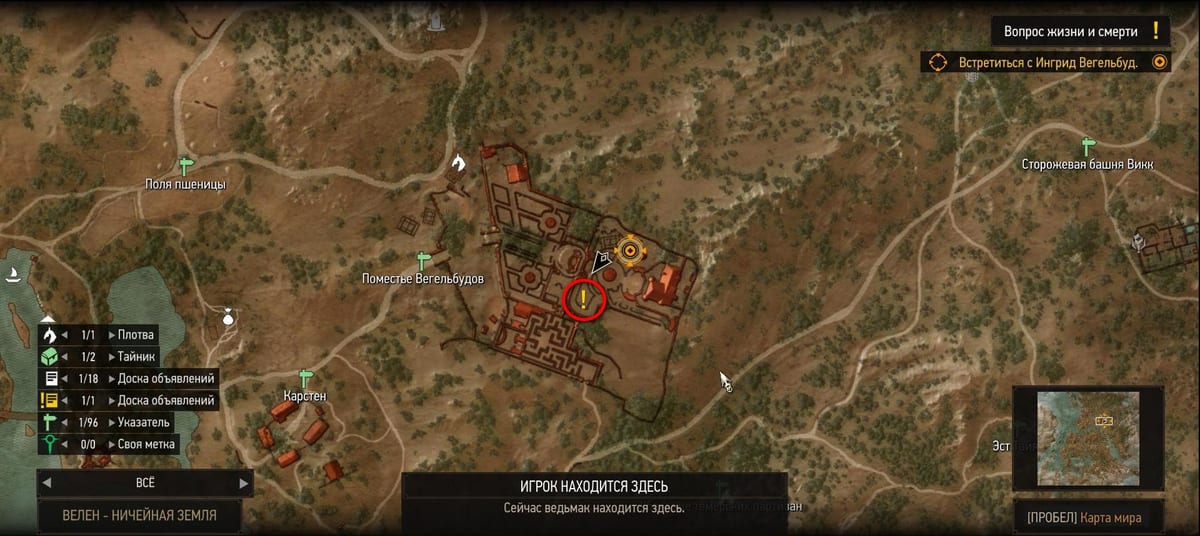 Вопрос жизни и смерти !
Встретиться с Ингрид Вегельбуд.
Сторожевая башня Викк
Поля пшеницы
Поместье Вегельбудов
!
Карстен
1/1 Плотва
1/2 Тайник
1/18 Доска объявлений
1/1 Доска объявлений
1/96 Указатель
0/0 Своя метка
ВСЁ
ВЕЛЕН - НИЧЕЙНАЯ ЗЕМЛЯ
ИГРОК НАХОДИТСЯ ЗДЕСЬ
Сейчас ведьмак находится здесь.
[ПРОБЕЛ] Карта мира